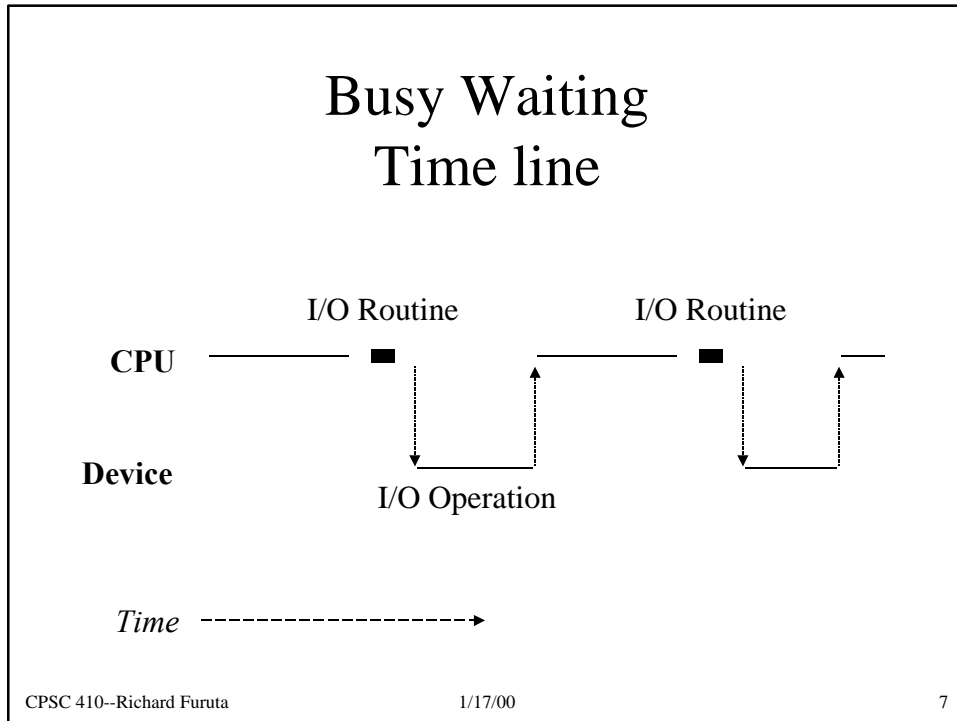 Busy Waiting
Time line
I/O Routine
I/O Routine
CPU
Device
I/O Operation
Time
CPSC 410--Richard Furuta
1/17/00
7